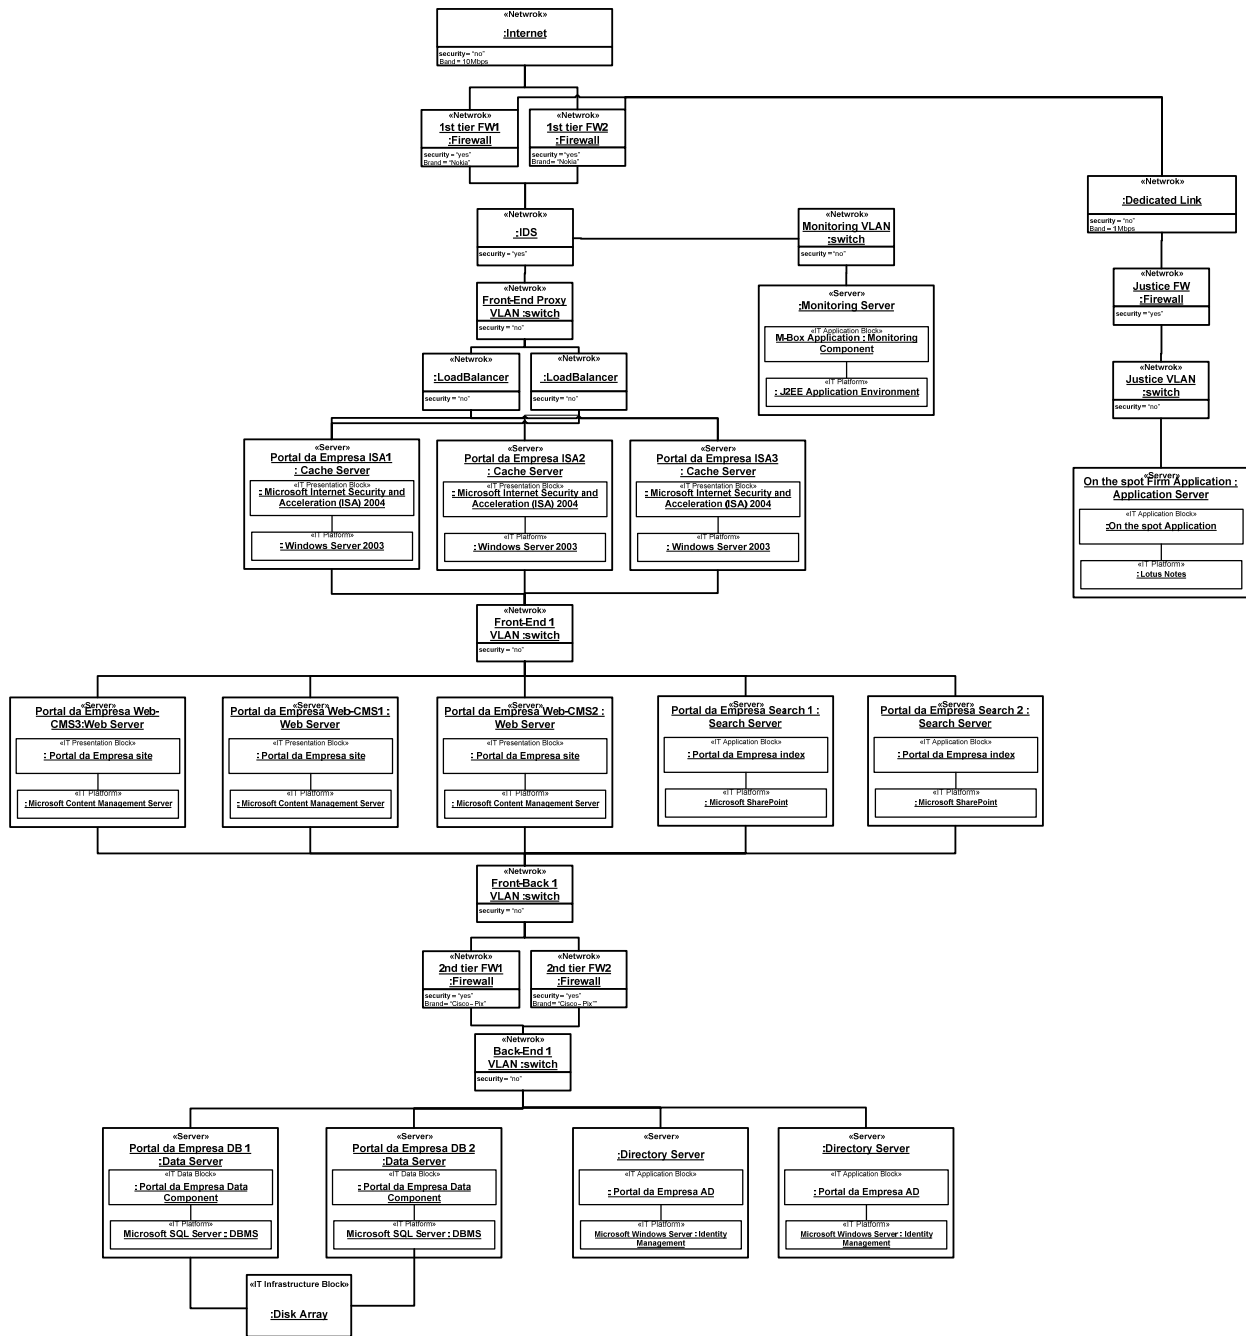 «Netwrok»
:Internet
security = "no"
Band = 10Mbps
«Netwrok»
1st tier FW1
:Firewall
security = "yes"
Brand = "Nokia"
«Netwrok»
1st tier FW2
:Firewall
security = "yes"
Brand = "Nokia"
«Netwrok»
:Dedicated Link
security = "no"
Band = 1Mbps
«Netwrok»
:IDS
security = "yes"
«Netwrok»
Monitoring VLAN
:switch
security = "no"
«Netwrok»
Justice FW
:Firewall
security = "yes"
«Netwrok»
Front-End Proxy
VLAN :switch
security = "no"
«Server»
:Monitoring Server
«IT Application Block»
M-Box Application : Monitoring
Component
«IT Platform»
: J2EE Application Environment
«Netwrok»
:LoadBalancer
security = "no"
«Netwrok»
:LoadBalancer
security = "no"
«Netwrok»
Justice VLAN
:switch
security = "no"
«Server»
Portal da Empresa ISA1
: Cache Server
«IT Presentation Block»
: Microsoft Internet Security and
Acceleration (ISA) 2004
«IT Platform»
: Windows Server 2003
«Server»
Portal da Empresa ISA2
: Cache Server
«IT Presentation Block»
: Microsoft Internet Security and
Acceleration (ISA) 2004
«IT Platform»
: Windows Server 2003
«Server»
Portal da Empresa ISA3
: Cache Server
«IT Presentation Block»
: Microsoft Internet Security and
Acceleration (ISA) 2004
«IT Platform»
: Windows Server 2003
«Server»
On the spot Firm Application :
Application Server
«IT Application Block»
:On the spot Application
«IT Platform»
: Lotus Notes
«Netwrok»
Front-End 1
VLAN :switch
security = "no"
«Server»
Portal da Empresa Web-
CMS3:Web Server
«IT Presentation Block»
: Portal da Empresa site
«IT Platform»
: Microsoft Content Management Server
«Server»
Portal da Empresa Web-CMS1 :
Web Server
«IT Presentation Block»
: Portal da Empresa site
«IT Platform»
: Microsoft Content Management Server
«Server»
Portal da Empresa Web-CMS2 :
Web Server
«IT Presentation Block»
: Portal da Empresa site
«IT Platform»
: Microsoft Content Management Server
«Server»
Portal da Empresa Search 1 :
Search Server
«IT Application Block»
: Portal da Empresa index
«IT Platform»
: Microsoft SharePoint
«Server»
Portal da Empresa Search 2 :
Search Server
«IT Application Block»
: Portal da Empresa index
«IT Platform»
: Microsoft SharePoint
«Netwrok»
Front-Back 1
VLAN :switch
security = "no"
«Netwrok»
2nd tier FW1
:Firewall
security = "yes"
Brand= "Cisco - Pix"
«Netwrok»
2nd tier FW2
:Firewall
security = "yes"
Brand= "Cisco - Pix""
«Netwrok»
Back-End 1
VLAN :switch
security = "no"
«Server»
Portal da Empresa DB 1
:Data Server
«IT Data Block»
: Portal da Empresa Data
Component
«IT Platform»
Microsoft SQL Server : DBMS
«Server»
Portal da Empresa DB 2
:Data Server
«IT Data Block»
: Portal da Empresa Data
Component
«IT Platform»
Microsoft SQL Server : DBMS
«Server»
:Directory Server
«IT Application Block»
: Portal da Empresa AD
«IT Platform»
Microsoft Windows Server : Identity
Management
«Server»
:Directory Server
«IT Application Block»
: Portal da Empresa AD
«IT Platform»
Microsoft Windows Server : Identity
Management
«IT Infrastructure Block»
:Disk Array